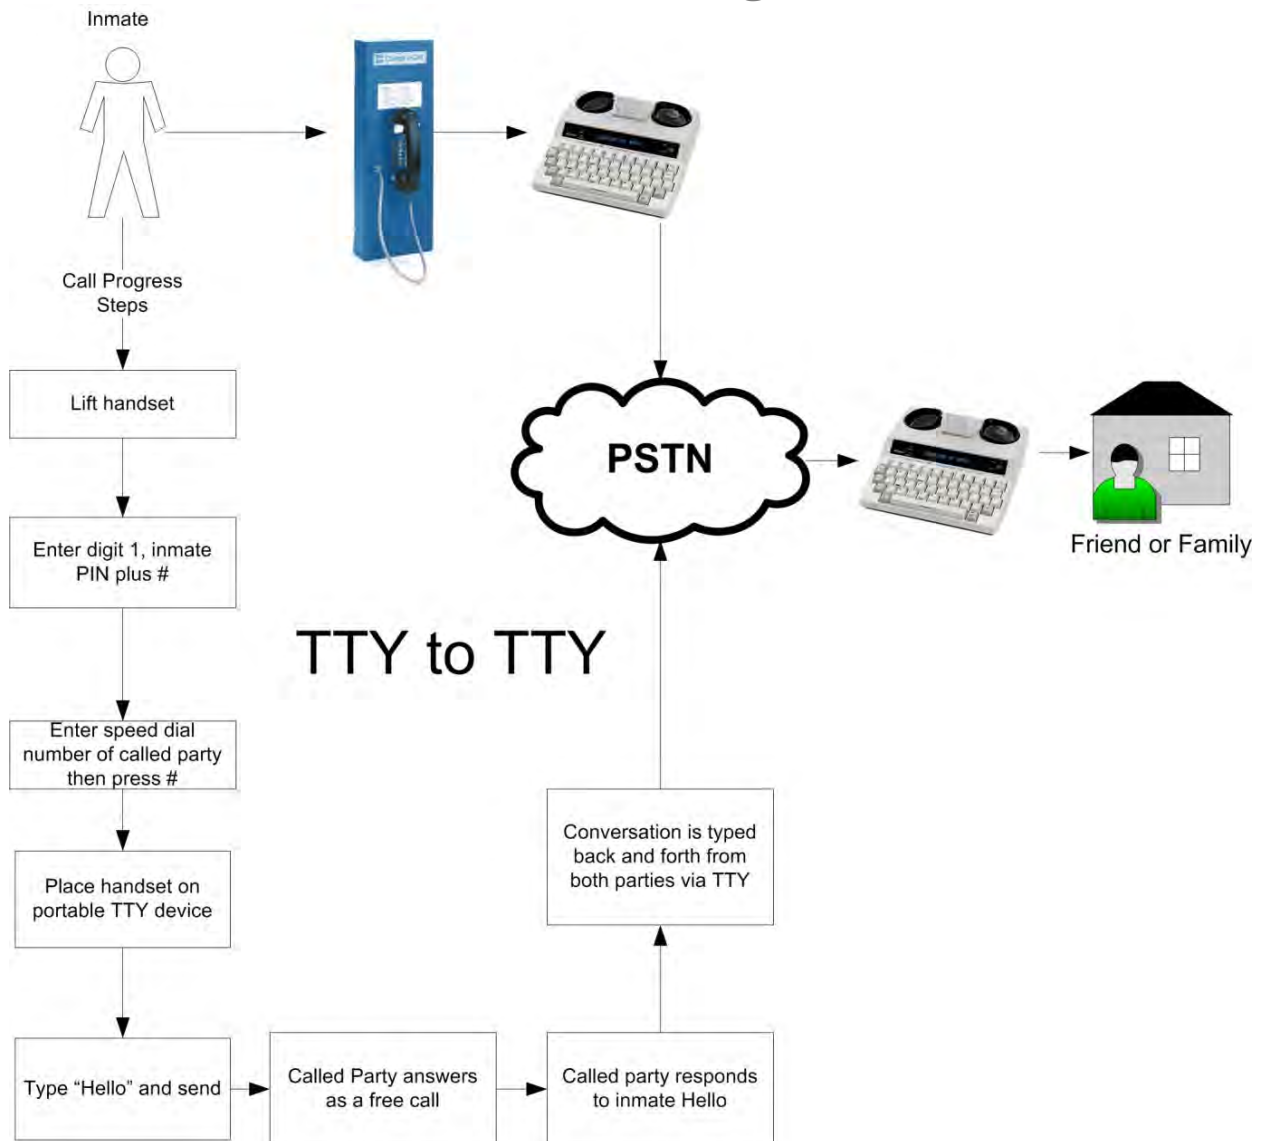 Inmate
Call Progress
Steps
Lift handset
Enter digit 1, inmate
PIN plus #
Enter speed dial
number of called party
then press #
Place handset on
portable TTY device
Type “Hello” and send
Called Party answers
as a free call
Called party responds
to inmate Hello
Conversation is typed
back and forth from
both parties via TTY
PSTN
Friend or Family
TTY to TTY